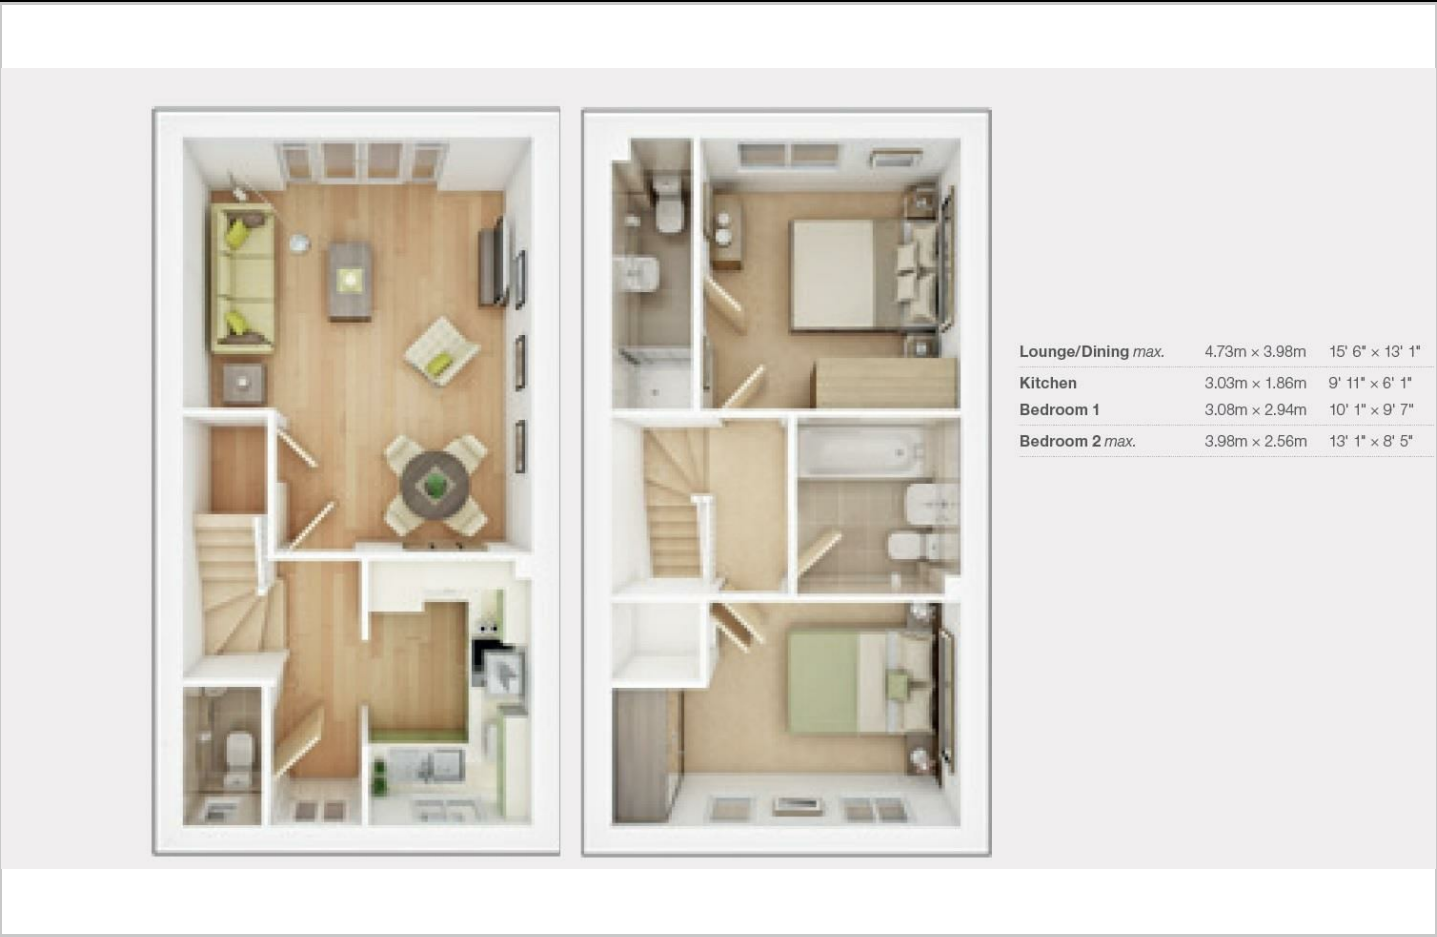 Lounge/Dining max. 4.73m × 3.98m 15' 6" × 13' 1"
Kitchen 3.03m × 1.86m 9' 11" × 6' 1"
Bedroom 1 3.08m × 2.94m 10' 1" × 9' 7"
Bedroom 2 max. 3.98m × 2.56m 13' 1" × 8' 5"